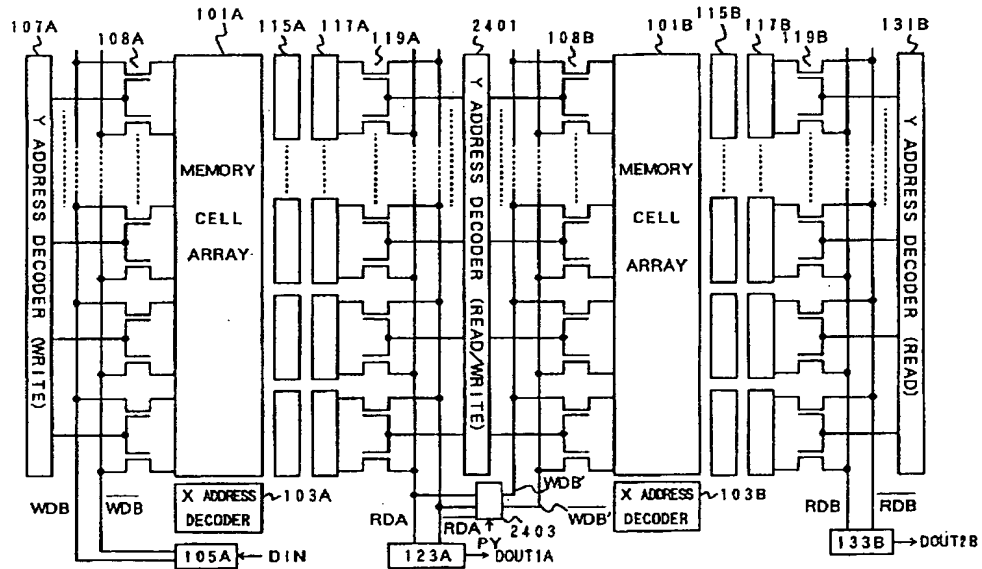 107A 108A 101A 115A 117A 119A 2401 108B 101B 115B 117B 119B 131B
Y ADDRESS DECODER (WRITE)
MEMORY
CELL
ARRAY
Y ADDRESS DECODER (READ/WRITE)
MEMORY
CELL
ARRAY
Y ADDRESS DECODER (READ)
WDB
WDB
X ADDRESS
DECODER
103A
RDA
RDA
PY
2403
WDB'
WDB'
X ADDRESS
DECODER
103B
RDB
RDB
105A
DIN
123A
DOUT1A
133B
DOUT2B